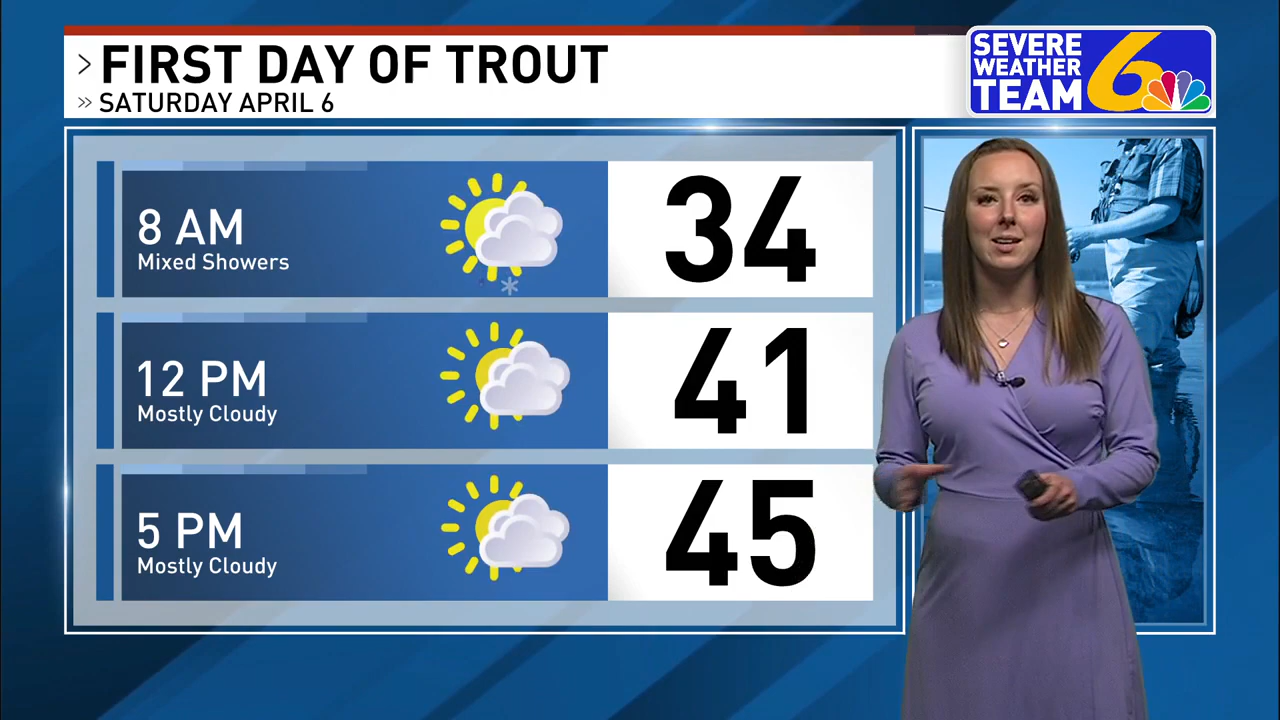 > FIRST DAY OF TROUT
» SATURDAY APRIL 6
SEVERE
WEATHER
TEAM 6
8 AM
Mixed Showers
34
12 PM
Mostly Cloudy
41
5 PM
Mostly Cloudy
45